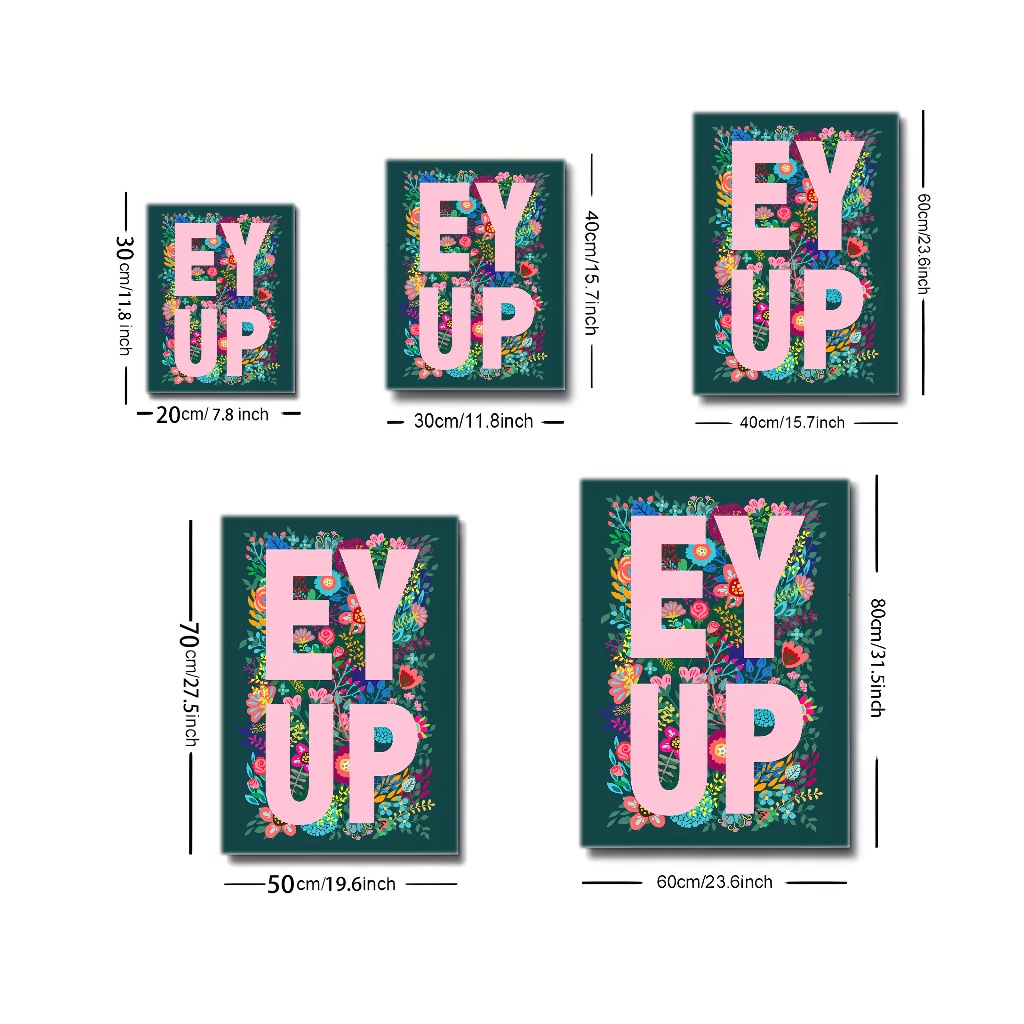 EY
UP
30cm/11.8 inch
20cm/ 7.8 inch
EY
UP
40cm/15.7inch
30cm/11.8inch
EY
UP
60cm/23.6inch
40cm/15.7inch
EY
UP
70cm/27.5inch
50cm/19.6inch
EY
UP
80cm/31.5inch
60cm/23.6inch